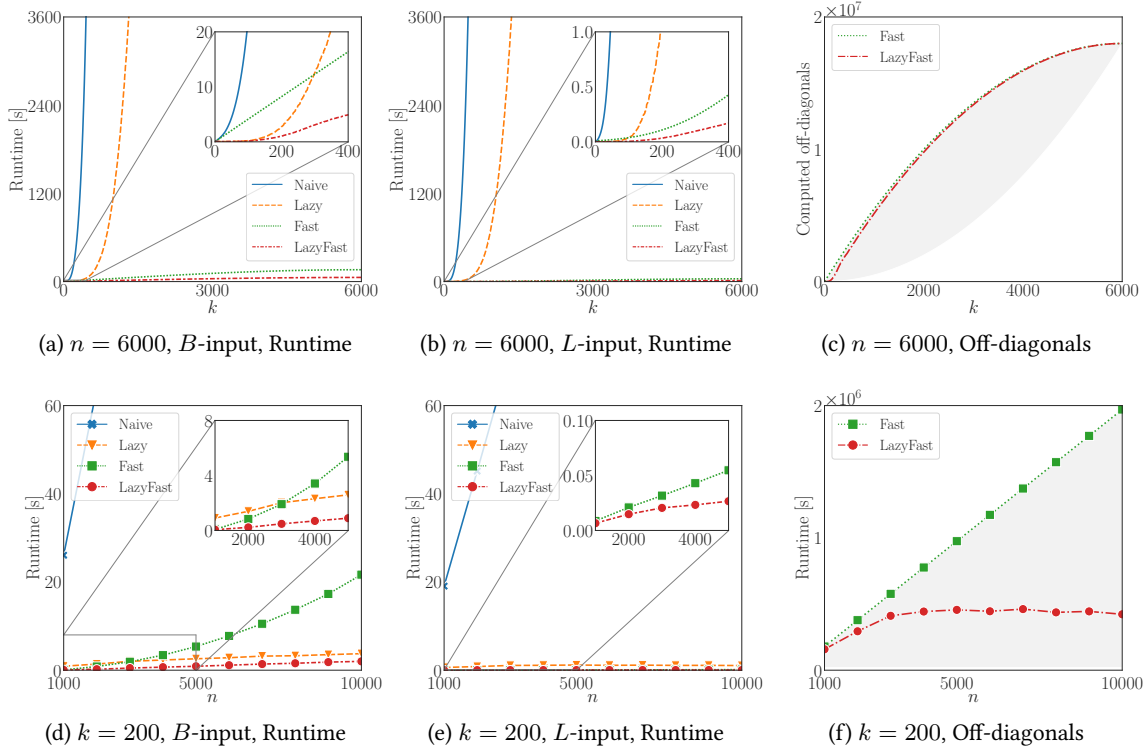 3600
2400
1200
0
Runtime [s]
0
3000
6000
k
20
10
0
0
200
400
Naive
Lazy
Fast
LazyFast
(a) n = 6000, B-input, Runtime
3600
2400
1200
0
Runtime [s]
0
3000
6000
k
1.0
0.5
0.0
0
200
400
Naive
Lazy
Fast
LazyFast
(b) n = 6000, L-input, Runtime
×10⁷
2
1
0
Computed off-diagonals
0
2000
4000
6000
k
Fast
LazyFast
(c) n = 6000, Off-diagonals
60
40
20
0
Runtime [s]
1000
5000
10000
n
8
4
0
2000
4000
Naive
Lazy
Fast
LazyFast
(d) k = 200, B-input, Runtime
60
40
20
0
Runtime [s]
1000
5000
10000
n
0.10
0.05
0.00
2000
4000
Naive
Lazy
Fast
LazyFast
(e) k = 200, L-input, Runtime
×10⁶
2
1
0
Runtime [s]
1000
5000
10000
n
Fast
LazyFast
(f) k = 200, Off-diagonals